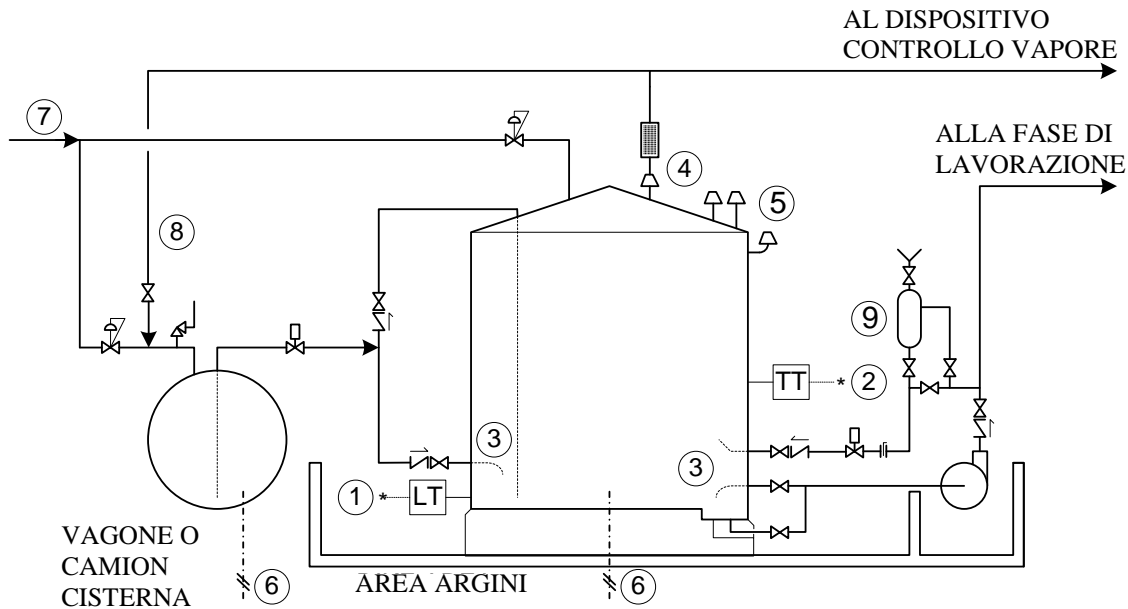 AL DISPOSITIVO
CONTROLLO VAPORE
7
ALLA FASE DI
LAVORAZIONE
4
5
8
9
TT * 2
3
3
1 * LT
VAGONE O
CAMION
CISTERNA
6
AREA ARGINI
6